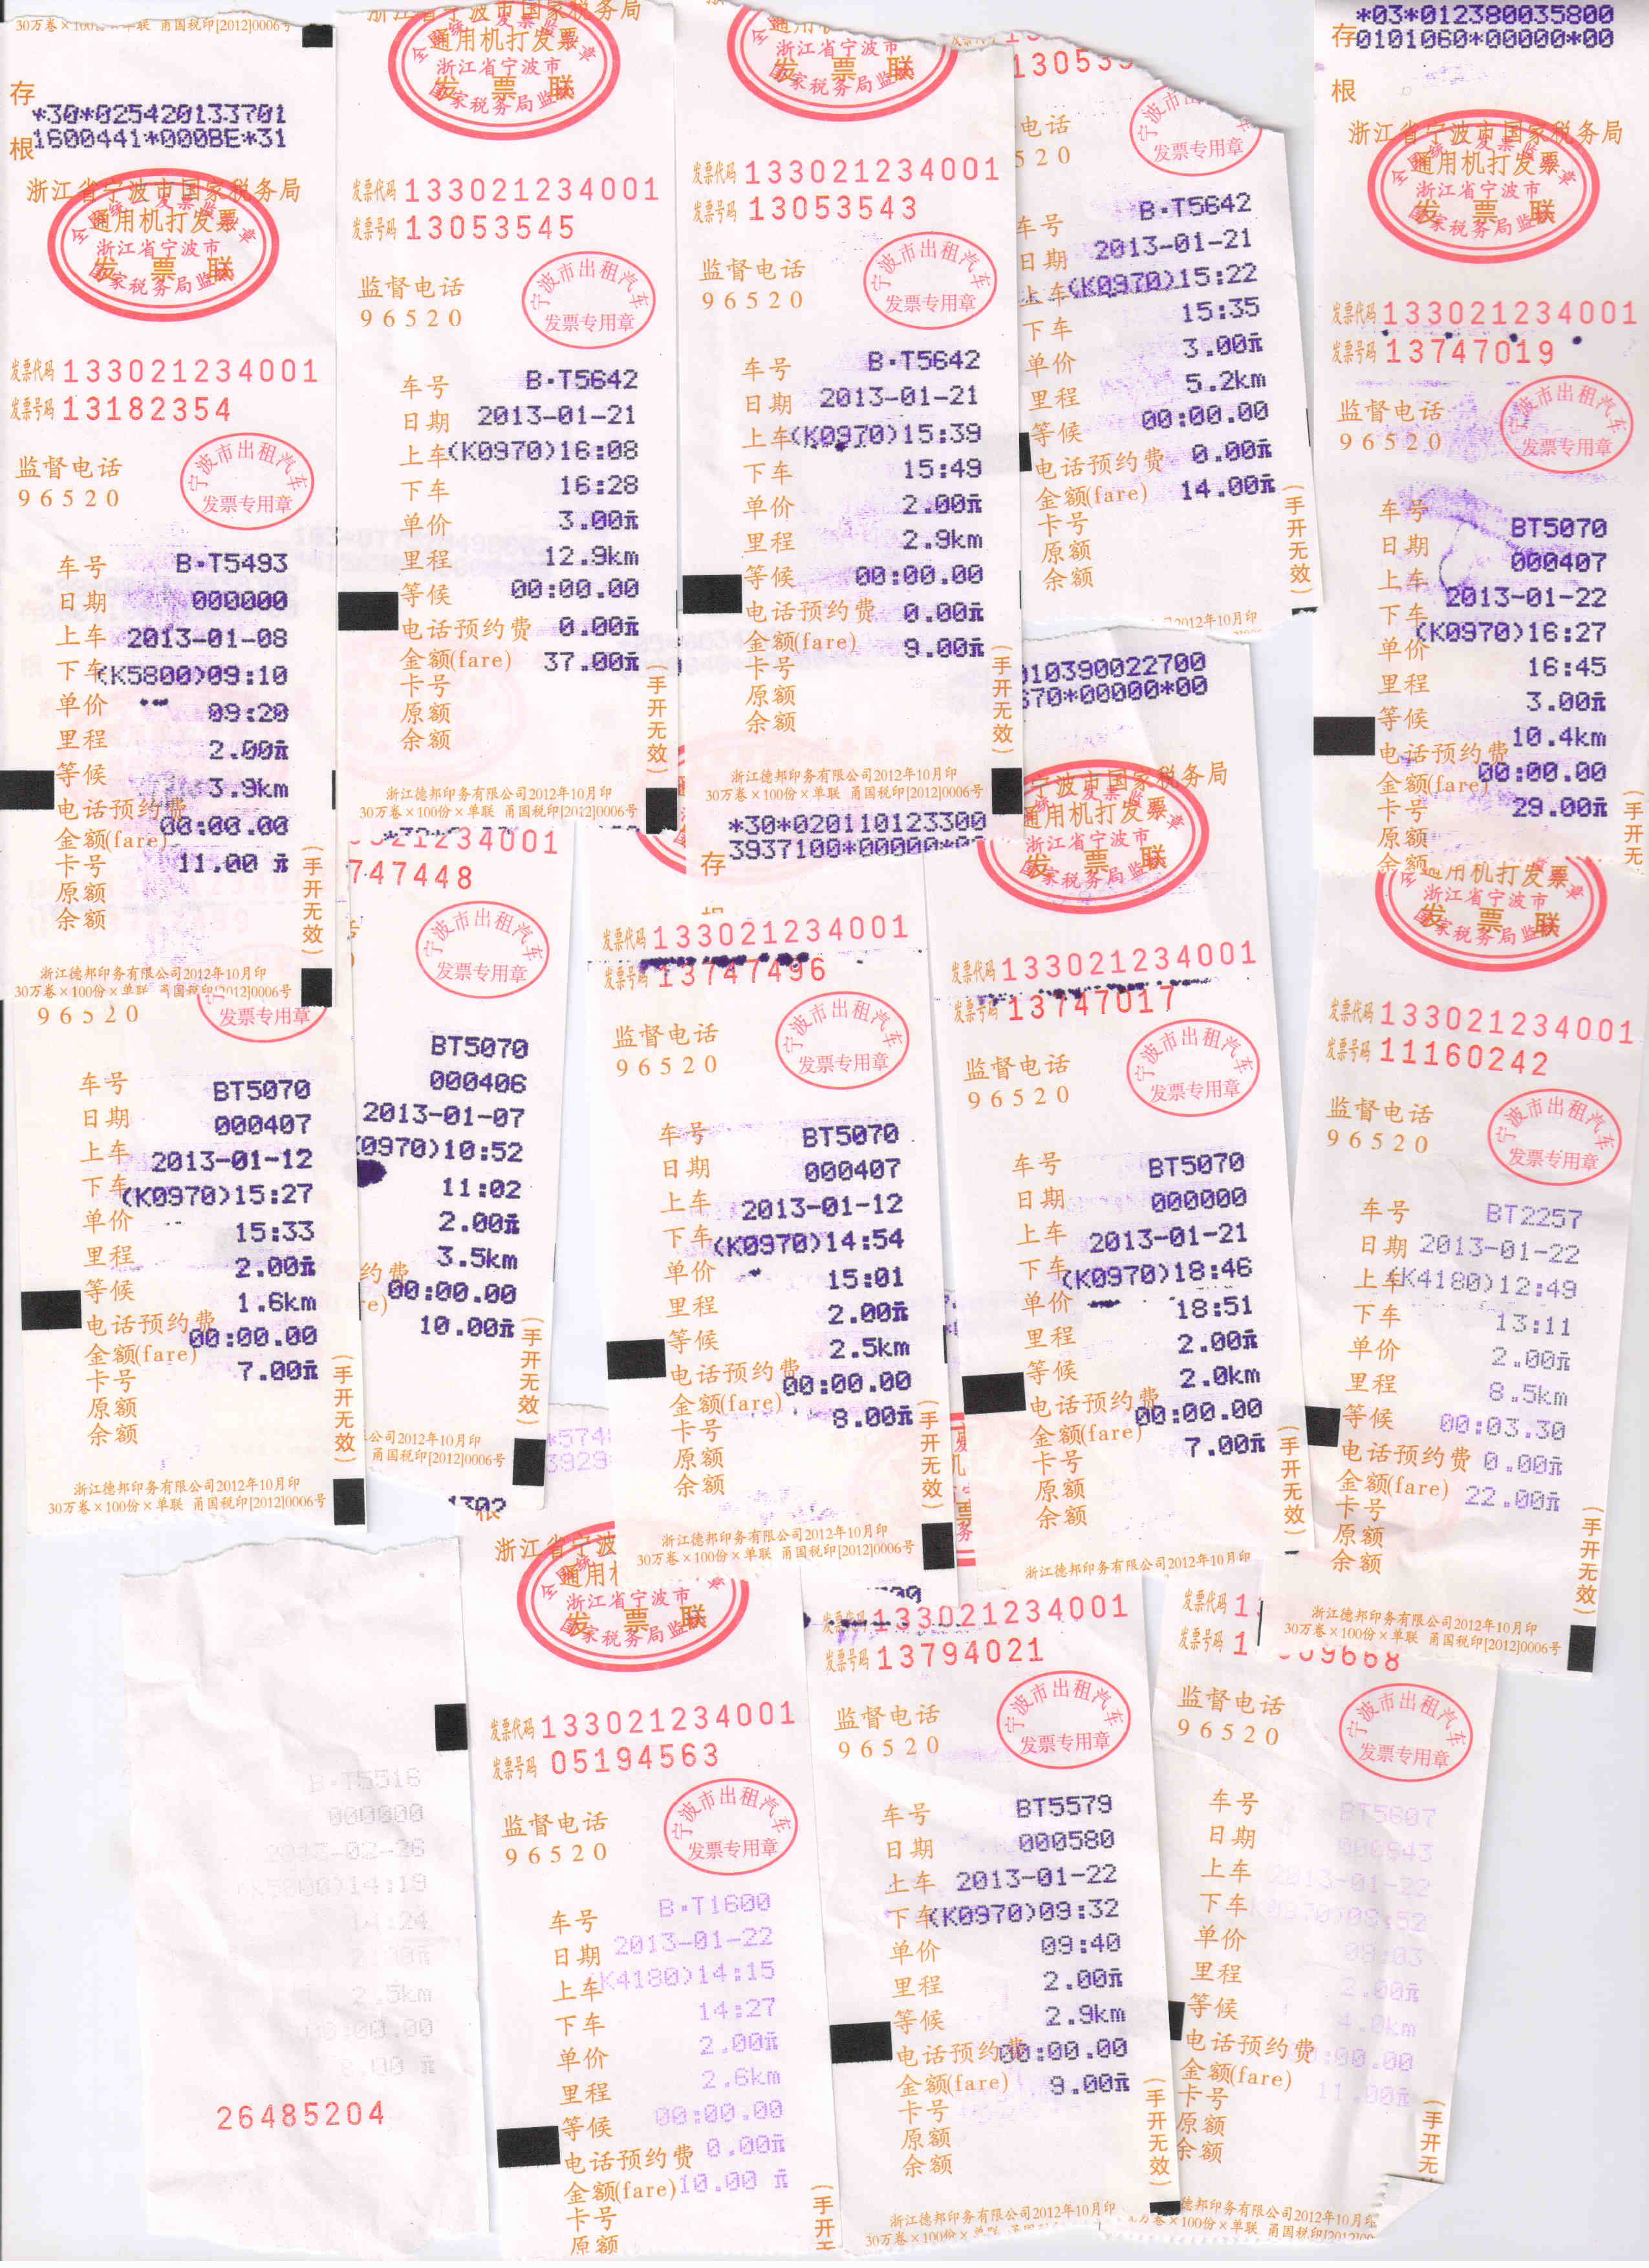 30万卷×100份×单联 甬国税印[2012]0006号
存
*30*025420133701
根
1600441*000BE*31
浙江省宁波市国家税务局
通用机打发票
浙江省宁波市
发 票 联
国家税务局监制
发票代码 133021234001
发票号码 13182354
监督电话
96520
宁波市出租汽车
发票专用章
车号 B·T5493
日期 000000
上车 2013-01-08
下车 (K5800)09:10
单价 09:20
里程 2.00元
等候 3.9km
电话预约费 00:00.00
金额(fare)
卡号 11.00 元
原额
余额
(手开无效)
浙江德邦印务有限公司2012年10月印
30万卷×100份×单联 甬国税印[2012]0006号
浙江省宁波市国家税务局
通用机打发票
浙江省宁波市
发 票 联
国家税务局监制
发票代码 133021234001
发票号码 13053545
监督电话
96520
宁波市出租汽车
发票专用章
车号 B·T5642
日期 2013-01-21
上车 (K0970)16:08
下车 16:28
单价 3.00元
里程 12.9km
等候 00:00.00
电话预约费 0.00元
金额(fare) 37.00元
卡号
原额
余额
(手开无效)
浙江德邦印务有限公司2012年10月印
30万卷×100份×单联 甬国税印[2012]0006号
通用机打发票
浙江省宁波市
发 票 联
国家税务局监制
发票代码 133021234001
发票号码 13053543
监督电话
96520
宁波市出租汽车
发票专用章
车号 B·T5642
日期 2013-01-21
上车 (K0970)15:39
下车 15:49
单价 2.00元
里程 2.9km
等候 00:00.00
电话预约费 0.00元
金额(fare) 9.00元
卡号
原额
余额
(手开无效)
浙江德邦印务有限公司2012年10月印
30万卷×100份×单联 甬国税印[2012]0006号
*30*020110123300
3937100*00000*0
存
电话
520
发票专用章
车号 B·T5642
日期 2013-01-21
上车 (K0970)15:22
下车 15:35
单价 3.00元
里程 5.2km
等候 00:00.00
电话预约费 0.00元
金额(fare) 14.00元
卡号
原额
余额
(手开无效)
2012年10月印
*03*012380035800
存 0101060*00000*00
根
浙江省宁波市国家税务局
通用机打发票
浙江省宁波市
发 票 联
国家税务局监制
发票代码 133021234001
发票号码 13747019
监督电话
96520
宁波市出租汽车
发票专用章
车号 BT5070
日期 000407
上车 2013-01-22
下车 (K0970)16:27
单价 16:45
里程 3.00元
等候 10.4km
电话预约费 00:00.00
金额(fare)
卡号 29.00元
原额
余额
(手开无
96520
发票专用章
车号 BT5070
日期 000407
上车 2013-01-12
下车 (K0970)15:27
单价 15:33
里程 2.00元
等候 1.6km
电话预约费 00:00.00
金额(fare)
卡号 7.00元
原额
余额
(手开无效)
浙江德邦印务有限公司2012年10月印
30万卷×100份×单联 甬国税印[2012]0006号
21234001
747448
宁波市出租汽车
发票专用章
BT5070
000406
2013-01-07
0970)10:52
11:02
2.00元
3.5km
约费 00:00.00
10.00元
(手开无效)
公司2012年10月印
甬国税印[2012]0006号
发票代码 133021234001
发票号码 13747496
监督电话
96520
宁波市出租汽车
发票专用章
车号 BT5070
日期 000407
上车 2013-01-12
下车 (K0970)14:54
单价 15:01
里程 2.00元
等候 2.5km
电话预约费 00:00.00
金额(fare)
卡号 8.00元
原额
余额
(手开无效)
浙江德邦印务有限公司2012年10月印
30万卷×100份×单联 甬国税印[2012]0006号
010390022700
670*00000*00
宁波市国家税务局
通用机打发票
浙江省宁波市
发 票 联
国家税务局监制
发票代码 133021234001
发票号码 13747017
监督电话
96520
宁波市出租汽车
发票专用章
车号 BT5070
日期 000000
上车 2013-01-21
下车 (K0970)18:46
单价 18:51
里程 2.00元
等候 2.0km
电话预约费 00:00.00
金额(fare)
卡号 7.00元
原额
余额
(手开无效)
浙江德邦印务有限公司2012年10月印
通用机打发票
浙江省宁波市
发 票 联
国家税务局监制
发票代码 133021234001
发票号码 11160242
监督电话
96520
宁波市出租汽车
发票专用章
车号 BT2257
日期 2013-01-22
上车 (K4180)12:49
下车 13:11
单价 2.00元
里程 8.5km
等候 00:03.30
电话预约费 0.00元
金额(fare) 22.00元
卡号
原额
余额
(手开无效)
浙江德邦印务有限公司2012年10月印
30万卷×100份×单联 甬国税印[2012]0006号
B·T5516
000000
14:19
14:24
2.5km
26485204
浙江省宁波
通用机
浙江省宁波市
发 票 联
国家税务局监制
发票代码 133021234001
发票号码 05194563
监督电话
96520
宁波市出租汽车
发票专用章
车号 B·T1600
日期 2013-01-22
上车 (K4180)14:15
下车 14:27
单价 2.00元
里程 2.6km
等候 00:00.00
电话预约费 0.00元
金额(fare) 10.00 元
卡号
原额
(手开
发票代码 133021234001
发票号码 13794021
监督电话
96520
宁波市出租汽车
发票专用章
车号 BT5579
日期 000580
上车 2013-01-22
下车 (K0970)09:32
单价 09:40
里程 2.00元
等候 2.9km
电话预约费 00:00.00
金额(fare) 9.00元
卡号
原额
余额
(手开无效)
浙江德邦印务有限公司2012年10月印
发票代码 1
发票号码 1
9668
监督电话
96520
宁波市出租汽车
发票专用章
车号
日期
上车 2013-01-22
下车
单价
里程 2.00元
等候 4.0km
电话预约费 :00.00
金额(fare) 11.00元
卡号
原额
余额
(手开无
德邦印务有限公司2012年10月印
×100份×单联